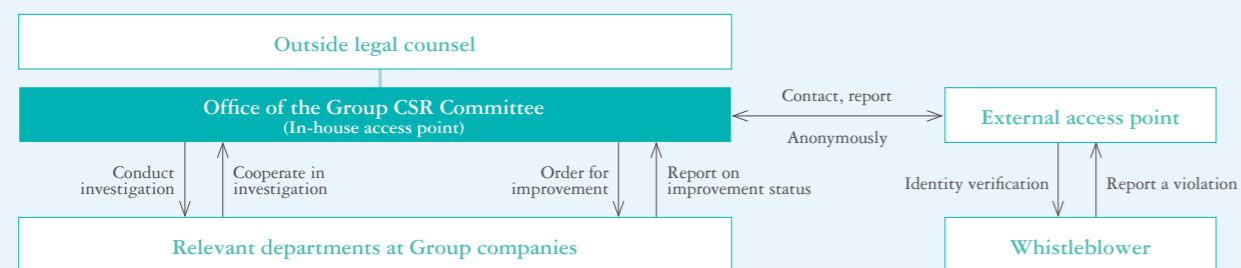 Outside legal counsel
Office of the Group CSR Committee
(In-house access point)
Contact, report
Anonymously
External access point
Conduct
investigation
Cooperate in
investigation
Order for
improvement
Report on
improvement status
Identity verification
Report a violation
Relevant departments at Group companies
Whistleblower